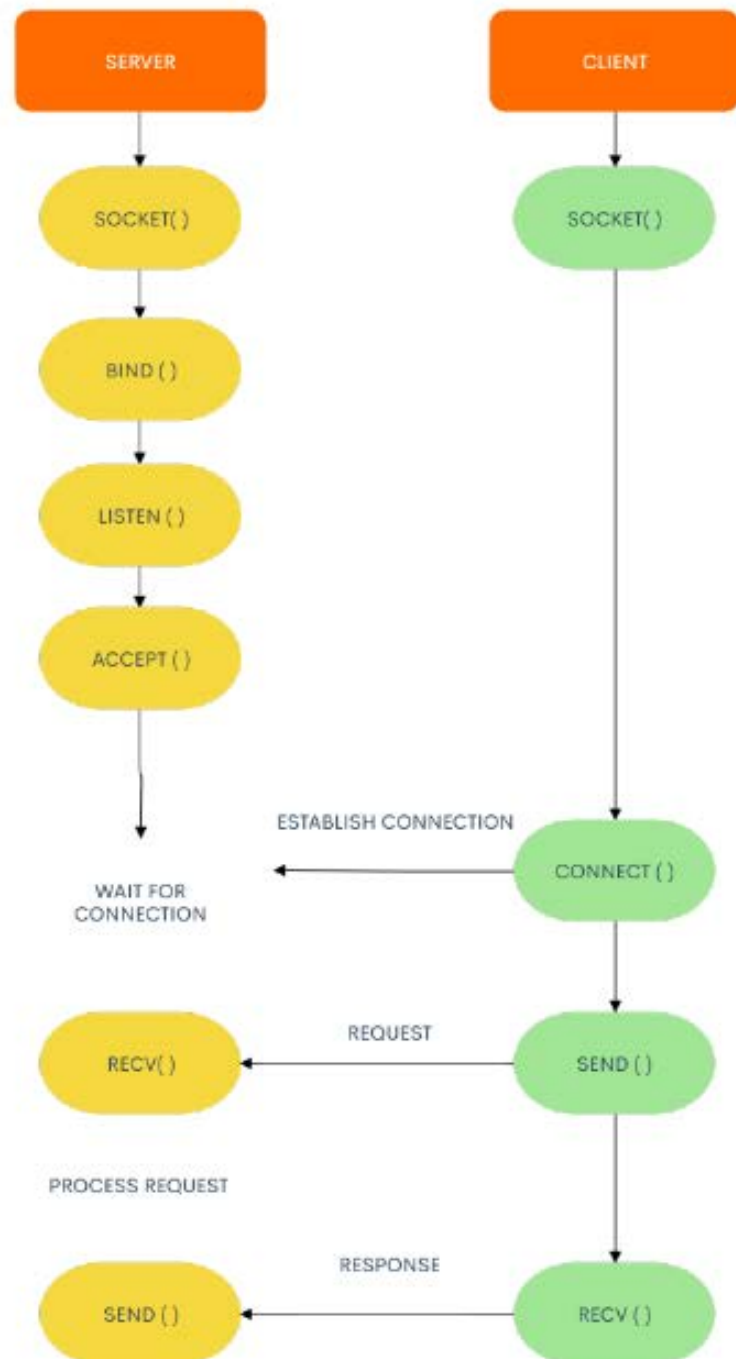 SERVER
CLIENT
SOCKET( )
SOCKET( )
BIND ( )
LISTEN ( )
ACCEPT ( )
ESTABLISH CONNECTION
CONNECT ( )
WAIT FOR
CONNECTION
REQUEST
RECV( )
SEND ( )
PROCESS REQUEST
RESPONSE
SEND ( )
RECV ( )